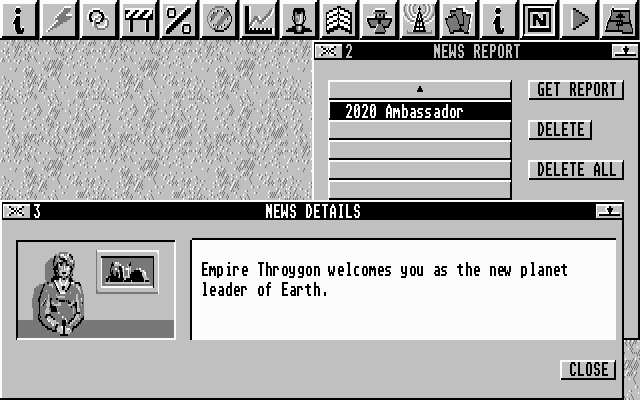 i % i N
2 NEWS REPORT
GET REPORT
2020 Ambassador
DELETE
DELETE ALL
3 NEWS DETAILS
Empire Throygon welcomes you as the new planet
leader of Earth.
CLOSE